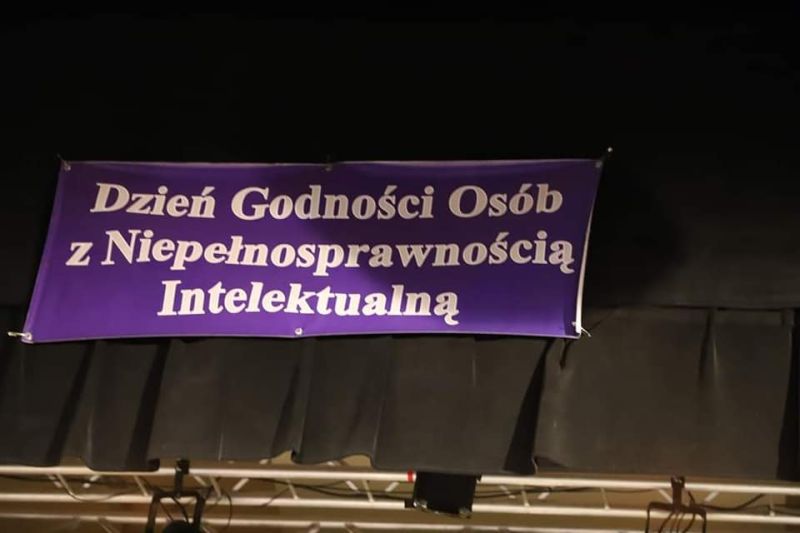 Dzień Godności Osób
z Niepełnosprawnością
Intelektualną